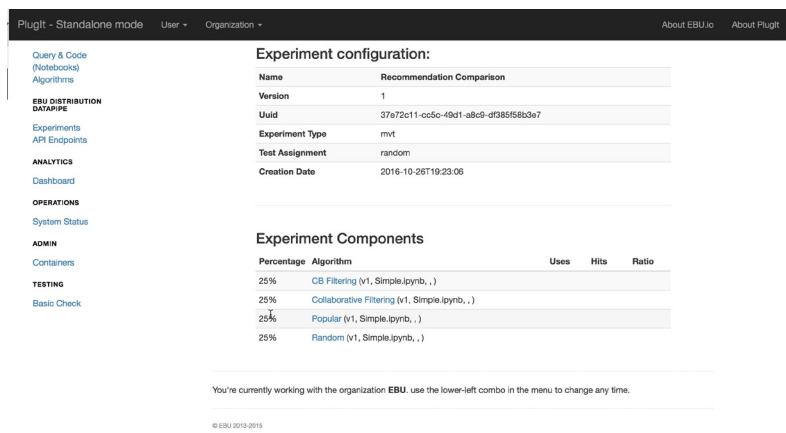 PlugIt - Standalone mode User Organization About EBU.io About PlugIt
Query & Code
(Notebooks)
Algorithms
EBU DISTRIBUTION
DATAPIPE
Experiments
API Endpoints
ANALYTICS
Dashboard
OPERATIONS
System Status
ADMIN
Containers
TESTING
Basic Check
Experiment configuration:
Name Recommendation Comparison
Version 1
Uuid 37e72c11-cc5c-49d1-a8c9-df385f58b3e7
Experiment Type mvt
Test Assignment random
Creation Date 2016-10-26T19:23:06
Experiment Components
Percentage Algorithm Uses Hits Ratio
25% CB Filtering (v1, Simple.ipynb, , )
25% Collaborative Filtering (v1, Simple.ipynb, , )
25% Popular (v1, Simple.ipynb, , )
25% Random (v1, Simple.ipynb, , )
You're currently working with the organization EBU. use the lower-left combo in the menu to change any time.
© EBU 2013-2015